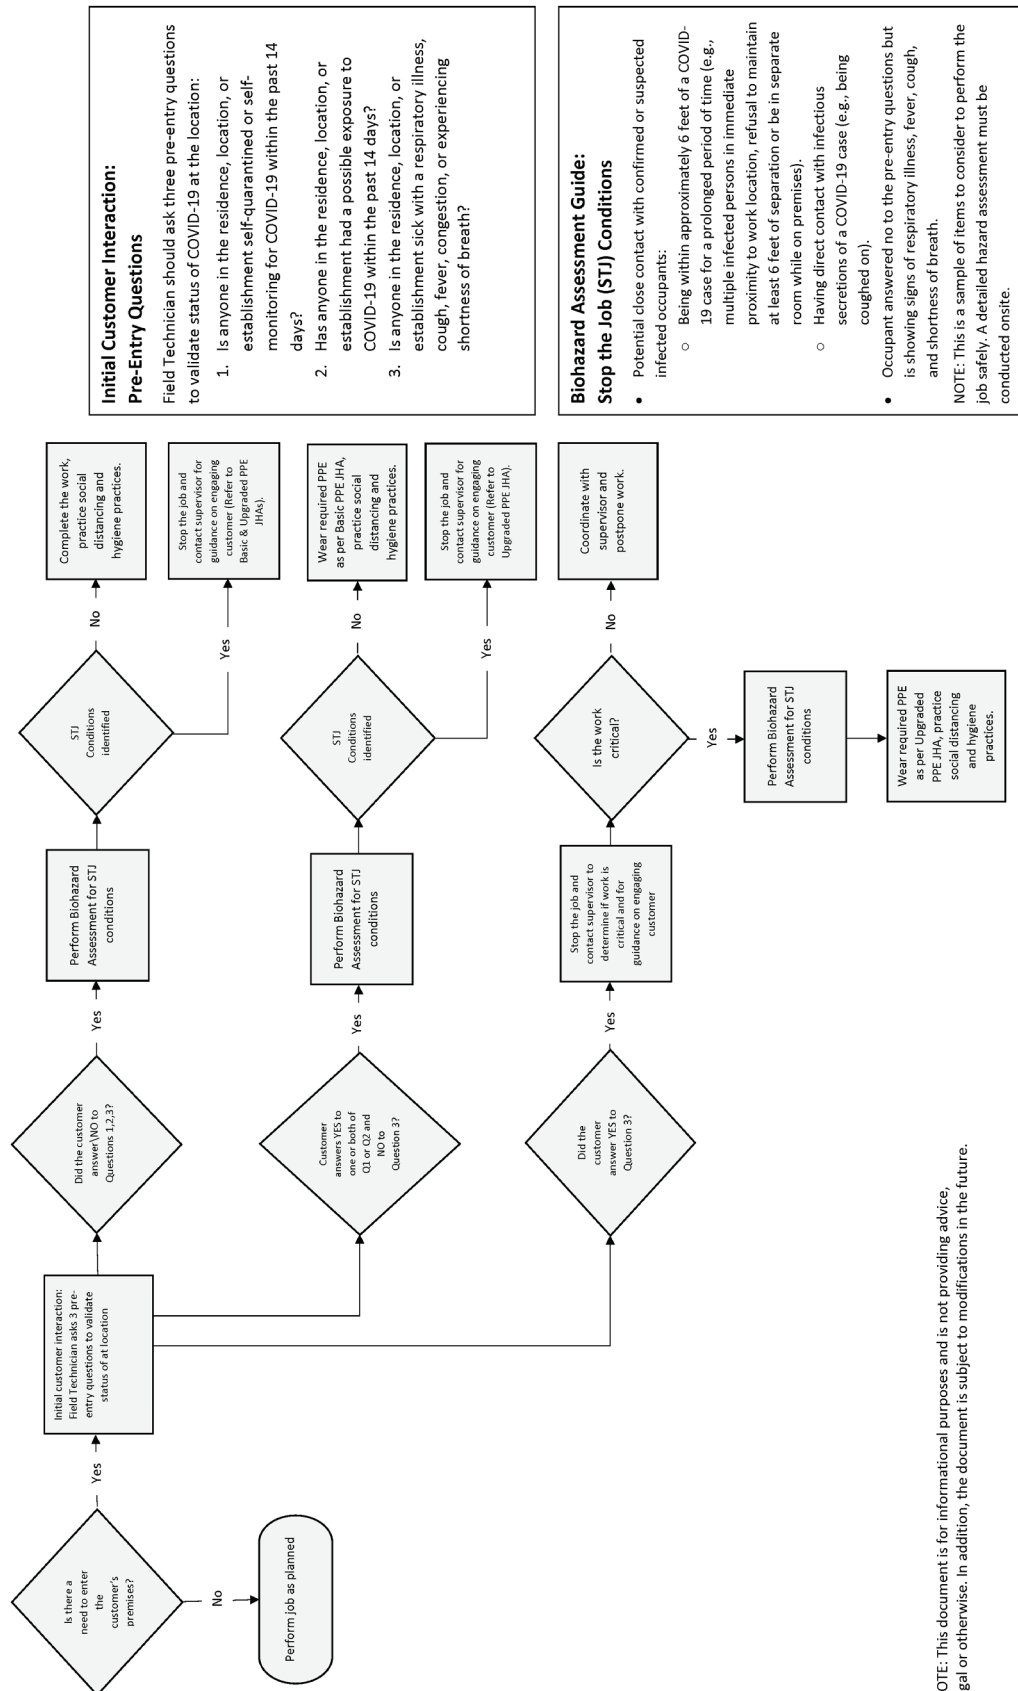 Is there a
need to enter
the
customer's
premises?
No
Perform job as planned
Yes
Initial customer interaction:
Field Technician asks 3 pre-
entry questions to validate
status of at location
Did the customer
answer\NO to
Questions 1,2,3?
Yes
Perform Biohazard
Assessment for STJ
conditions
STJ
Conditions
identified
No
Complete the work,
practice social
distancing and
hygiene practices.
Yes
Stop the job and
contact supervisor for
guidance on engaging
customer (Refer to
Basic & Upgraded PPE
JHAs).
Customer
answers YES to
one or both of
Q1 or Q2 and
NO to
Question 3?
Yes
Perform Biohazard
Assessment for STJ
conditions
STJ
Conditions
identified
No
Wear required PPE
as per Basic PPE JHA,
practice social
distancing and
hygiene practices.
Yes
Stop the job and
contact supervisor for
guidance on engaging
customer (Refer to
Upgraded PPE JHA).
Did the
customer
answer YES to
Question 3?
Yes
Stop the job and
contact supervisor to
determine if work is
critical and for
guidance on engaging
customer
Is the work
critical?
No
Coordinate with
supervisor and
postpone work.
Yes
Perform Biohazard
Assessment for STJ
conditions
Wear required PPE
as per Upgraded
PPE JHA, practice
social distancing
and hygiene
practices.
Initial Customer Interaction:
Pre-Entry Questions
Field Technician should ask three pre-entry questions
to validate status of COVID-19 at the location:
1. Is anyone in the residence, location, or
establishment self-quarantined or self-
monitoring for COVID-19 within the past 14
days?
2. Has anyone in the residence, location, or
establishment had a possible exposure to
COVID-19 within the past 14 days?
3. Is anyone in the residence, location, or
establishment sick with a respiratory illness,
cough, fever, congestion, or experiencing
shortness of breath?
Biohazard Assessment Guide:
Stop the Job (STJ) Conditions
• Potential close contact with confirmed or suspected
infected occupants:
○ Being within approximately 6 feet of a COVID-
19 case for a prolonged period of time (e.g.,
multiple infected persons in immediate
proximity to work location, refusal to maintain
at least 6 feet of separation or be in separate
room while on premises).
○ Having direct contact with infectious
secretions of a COVID-19 case (e.g., being
coughed on).
• Occupant answered no to the pre-entry questions but
is showing signs of respiratory illness, fever, cough,
and shortness of breath.
NOTE: This is a sample of items to consider to perform the
job safely. A detailed hazard assessment must be
conducted onsite.
OTE: This document is for informational purposes and is not providing advice,
gal or otherwise. In addition, the document is subject to modifications in the future.